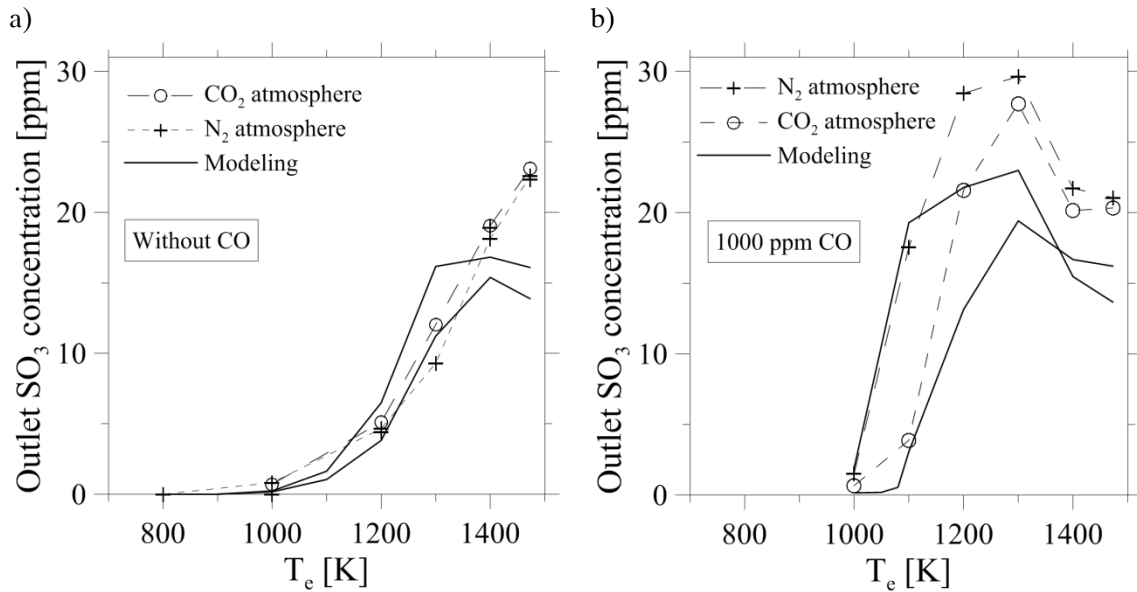 a)
Outlet SO₃ concentration [ppm]
30
20
10
0
CO₂ atmosphere
N₂ atmosphere
Modeling
Without CO
800
1000
1200
1400
Tₑ [K]
b)
Outlet SO₃ concentration [ppm]
30
20
10
0
N₂ atmosphere
CO₂ atmosphere
Modeling
1000 ppm CO
800
1000
1200
1400
Tₑ [K]